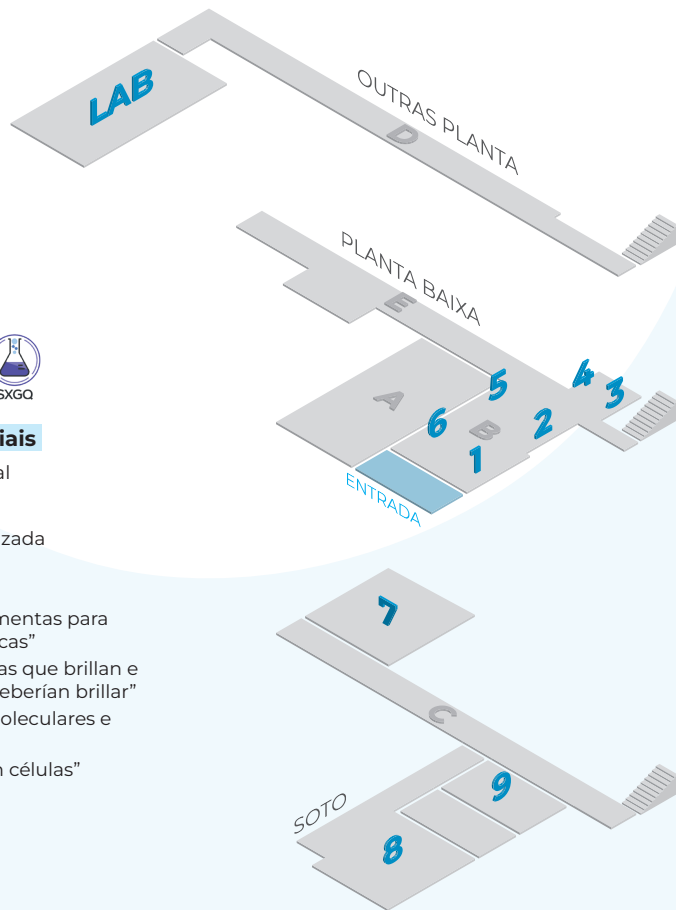 LAB
OUTRAS PLANTA
D
PLANTA BAIXA
E
SXGQ
4
5
3
A
6
B
2
1
iais
al
ENTRADA
zada
7
mentas para
cas”
as que brillan e
eberían brillar”
oleculares e
C
n células”
9
SOTO
8